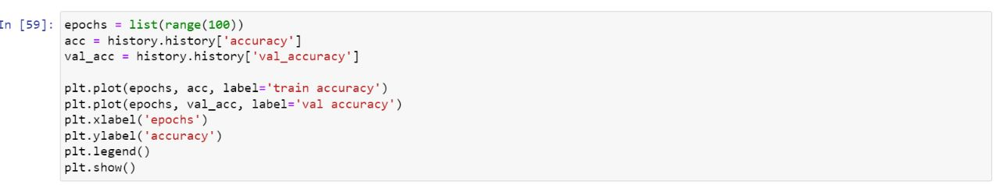 In [59]: epochs = list(range(100))
acc = history.history['accuracy']
val_acc = history.history['val_accuracy']
plt.plot(epochs, acc, label='train accuracy')
plt.plot(epochs, val_acc, label='val accuracy')
plt.xlabel('epochs')
plt.ylabel('accuracy')
plt.legend()
plt.show()